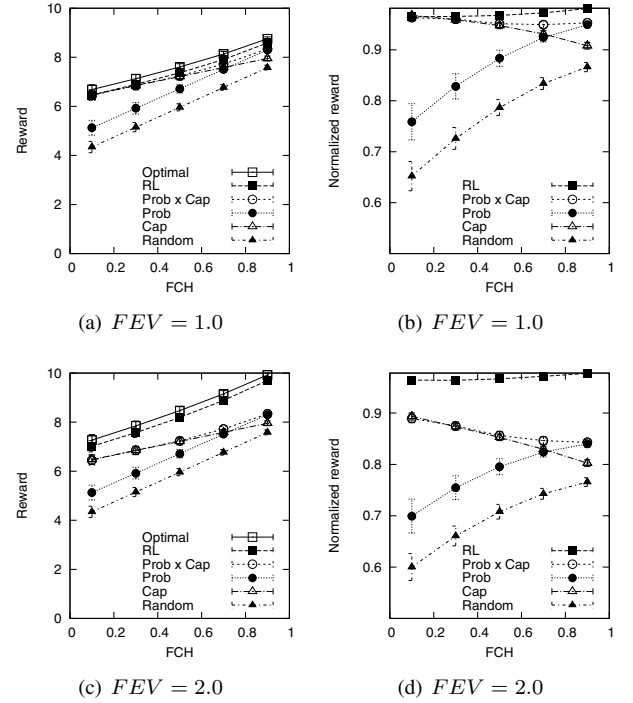 10
8
6
4
2
0
0
0.2
0.4
0.6
0.8
1
Reward
FCH
Optimal
RL
Prob x Cap
Prob
Cap
Random
(a) FEV = 1.0
0.9
0.8
0.7
0.6
0
0.2
0.4
0.6
0.8
1
Normalized reward
FCH
RL
Prob x Cap
Prob
Cap
Random
(b) FEV = 1.0
10
8
6
4
2
0
0
0.2
0.4
0.6
0.8
1
Reward
FCH
Optimal
RL
Prob x Cap
Prob
Cap
Random
(c) FEV = 2.0
0.9
0.8
0.7
0.6
0
0.2
0.4
0.6
0.8
1
Normalized reward
FCH
RL
Prob x Cap
Prob
Cap
Random
(d) FEV = 2.0